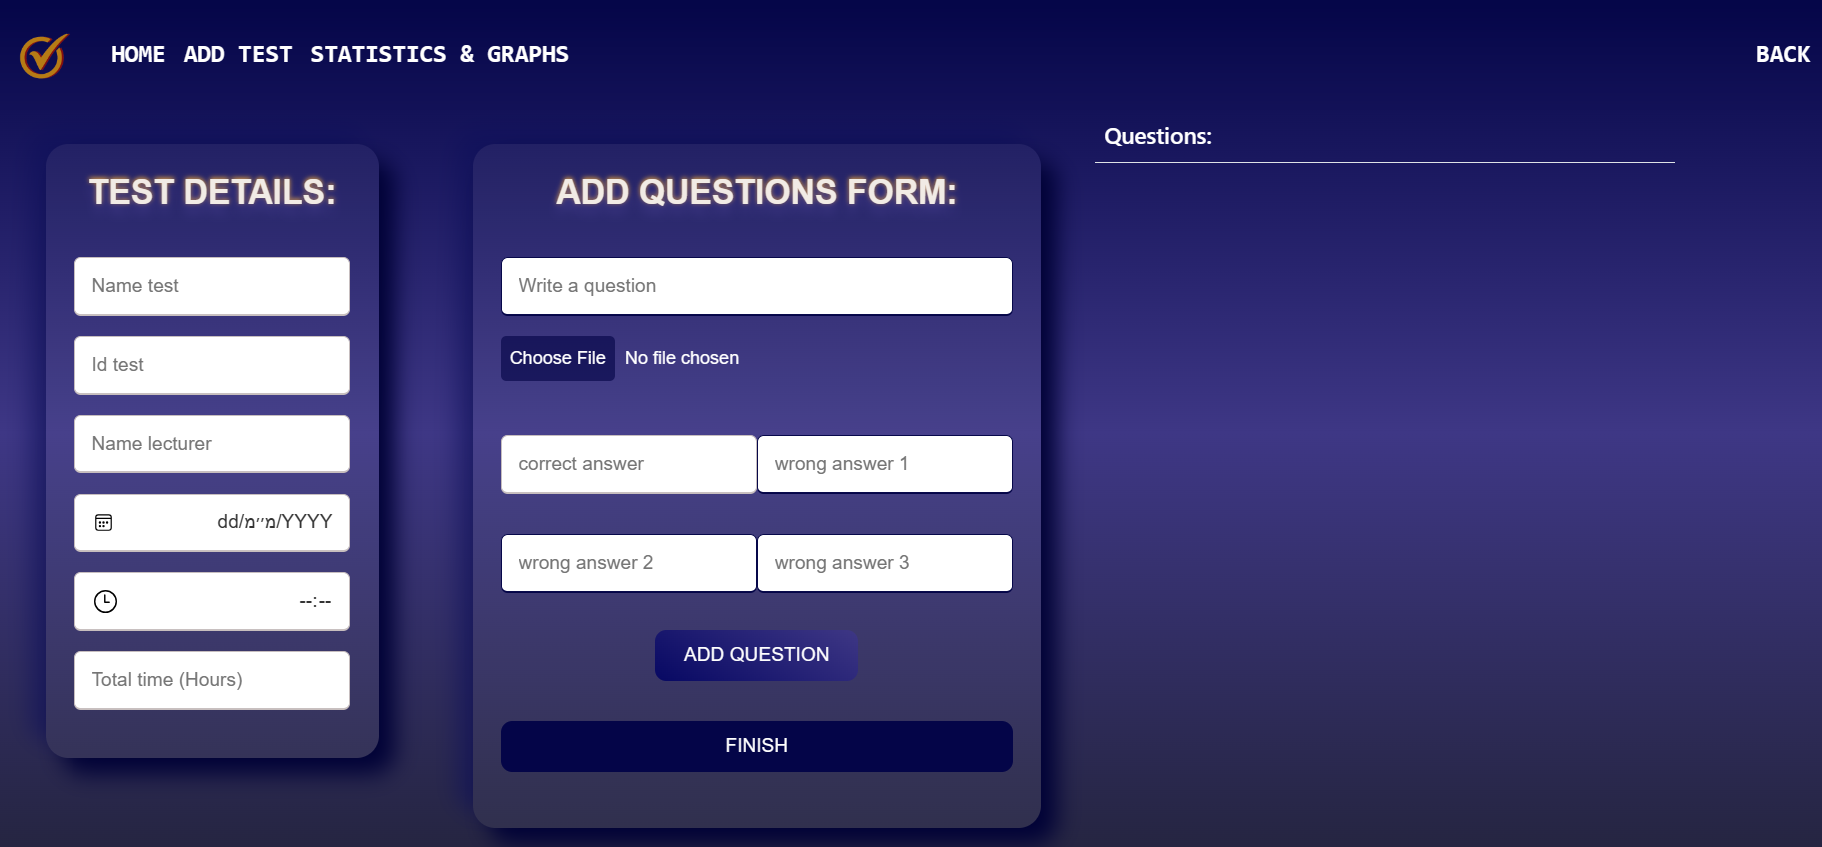 HOME ADD TEST STATISTICS & GRAPHS BACK
TEST DETAILS:
Name test
Id test
Name lecturer
dd/מ׳׳מ/YYYY
--:--
Total time (Hours)
ADD QUESTIONS FORM:
Write a question
Choose File No file chosen
correct answer wrong answer 1
wrong answer 2 wrong answer 3
ADD QUESTION
FINISH
Questions: